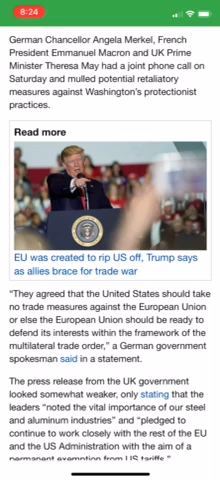 8:24
German Chancellor Angela Merkel, French
President Emmanuel Macron and UK Prime
Minister Theresa May had a joint phone call on
Saturday and mulled potential retaliatory
measures against Washington's protectionist
practices.
Read more
EU was created to rip US off, Trump says
as allies brace for trade war
“They agreed that the United States should take
no trade measures against the European Union
or else the European Union should be ready to
defend its interests within the framework of the
multilateral trade order,” a German government
spokesman said in a statement.
The press release from the UK government
looked somewhat weaker, only stating that the
leaders “noted the vital importance of our steel
and aluminum industries” and “pledged to
continue to work closely with the rest of the EU
and the US Administration with the aim of a
permanent exemption from US tariffs.”